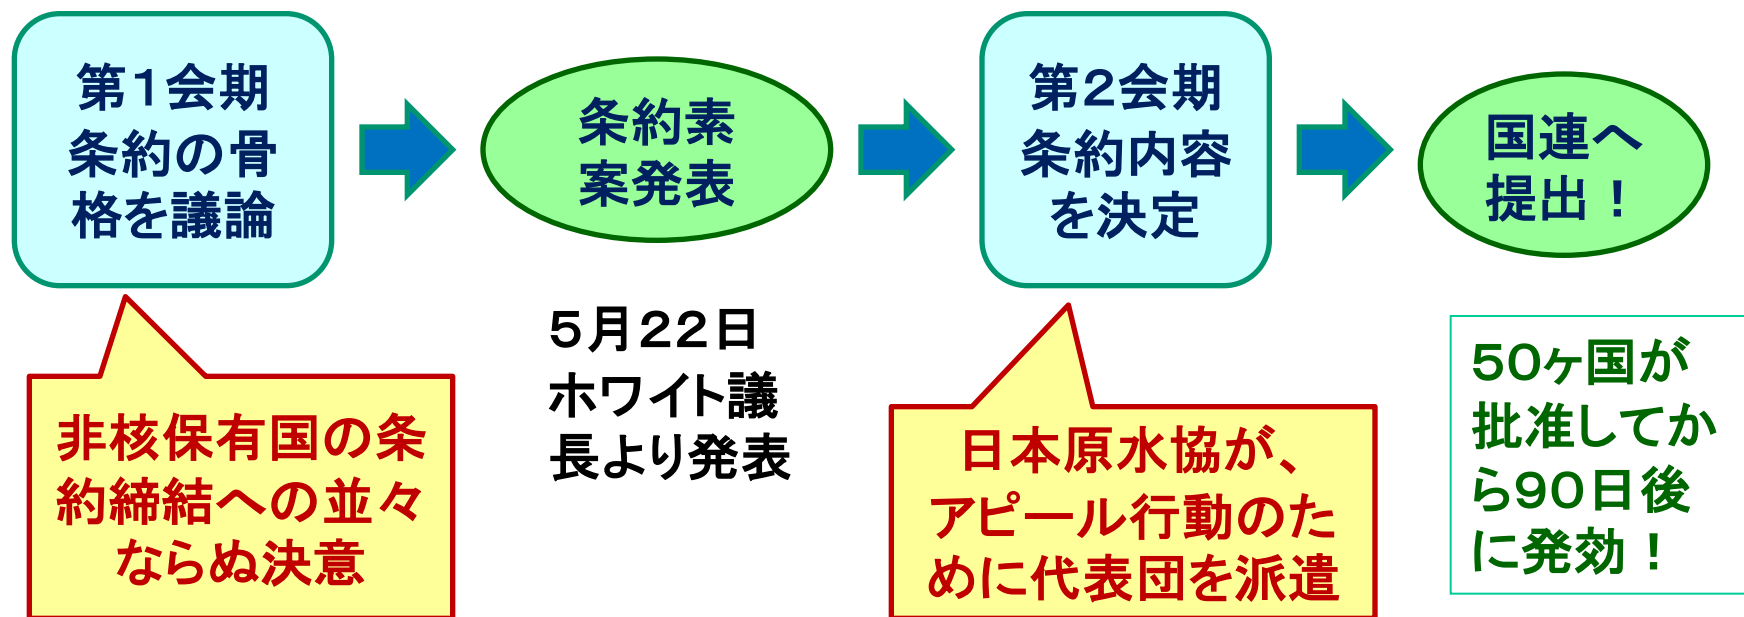 第１会期
条約の骨
格を議論
条約素
案発表
第２会期
条約内容
を決定
国連へ
提出！
非核保有国の条
約締結への並々
ならぬ決意
５月２２日
ホワイト議
長より発表
日本原水協が、
アピール行動のた
めに代表団を派遣
５０ヶ国が
批准してか
ら９０日後
に発効！